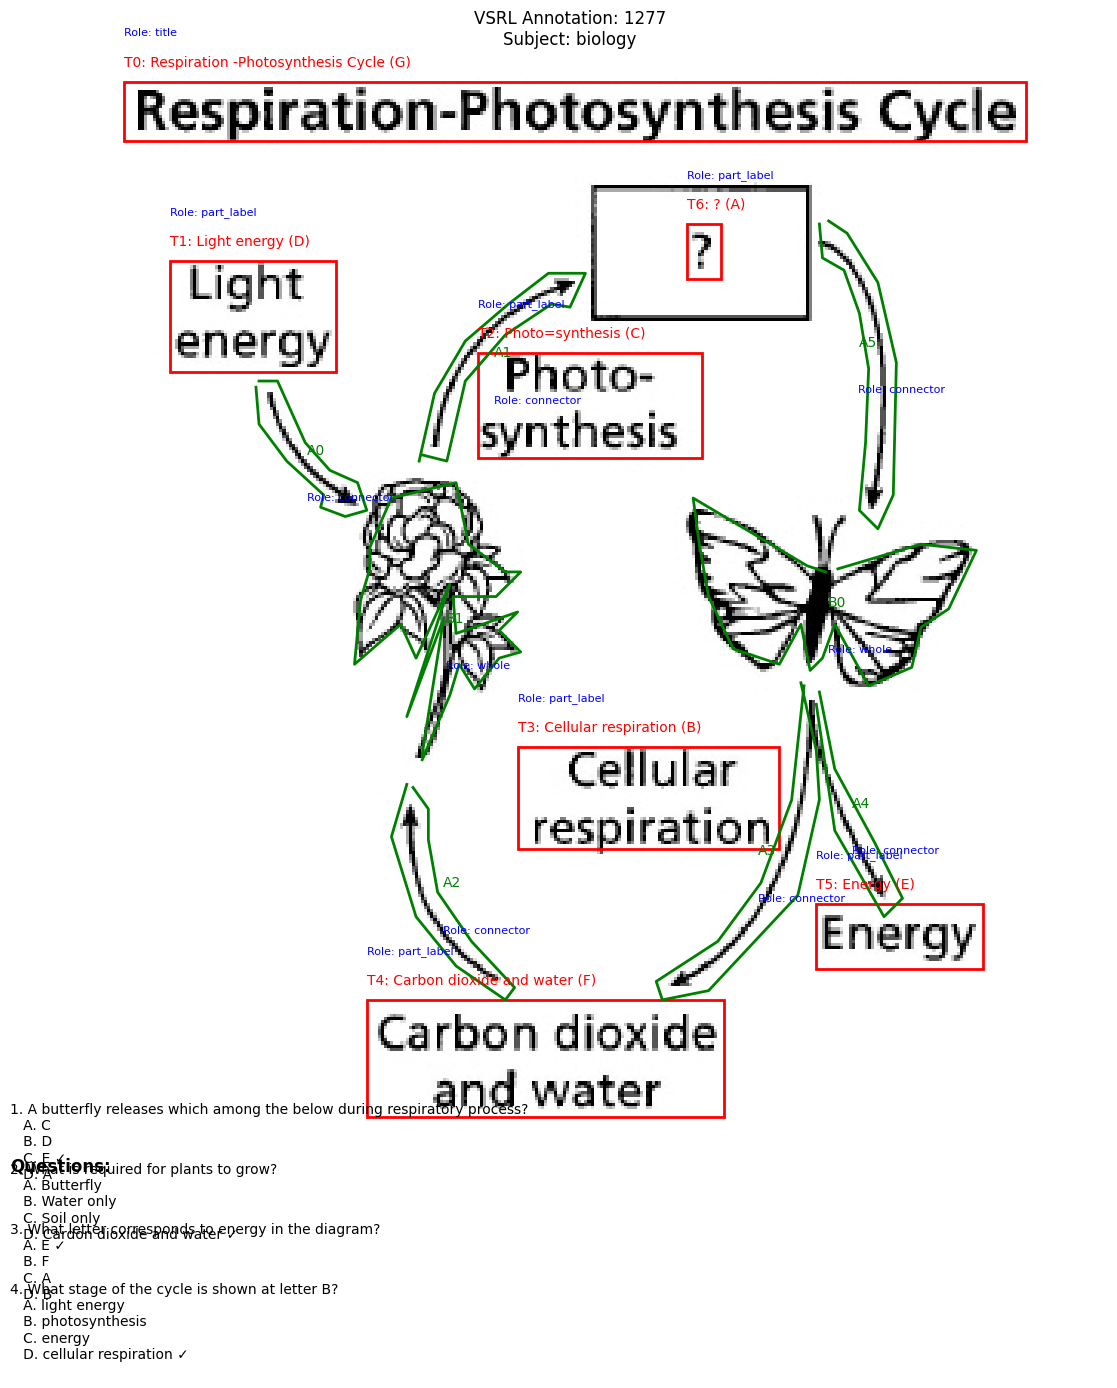 VSRL Annotation: 1277
Subject: biology
Role: title
T0: Respiration -Photosynthesis Cycle (G)
Respiration-Photosynthesis Cycle
Role: part_label
T6: ? (A)
?
Role: part_label
T1: Light energy (D)
Light
energy
Role: part_label
T2: Photo=synthesis (C)
A1
Photo-
synthesis
Role: connector
A5
Role: connector
A0
Role: connector
B0
Role: whole
B1
Role: whole
Role: part_label
T3: Cellular respiration (B)
Cellular
respiration
A4
Role: connector
A3
Role: connector
Role: part_label
T5: Energy (E)
Energy
A2
Role: connector
Role: part_label
T4: Carbon dioxide and water (F)
Carbon dioxide
and water
1. A butterfly releases which among the below during respiratory process?
A. C
B. D
C. E ✓
D. A
Questions:
2. What is required for plants to grow?
A. Butterfly
B. Water only
C. Soil only
D. Cardon dioxide and water ✓
3. What letter corresponds to energy in the diagram?
A. E ✓
B. F
C. A
D. B
4. What stage of the cycle is shown at letter B?
A. light energy
B. photosynthesis
C. energy
D. cellular respiration ✓